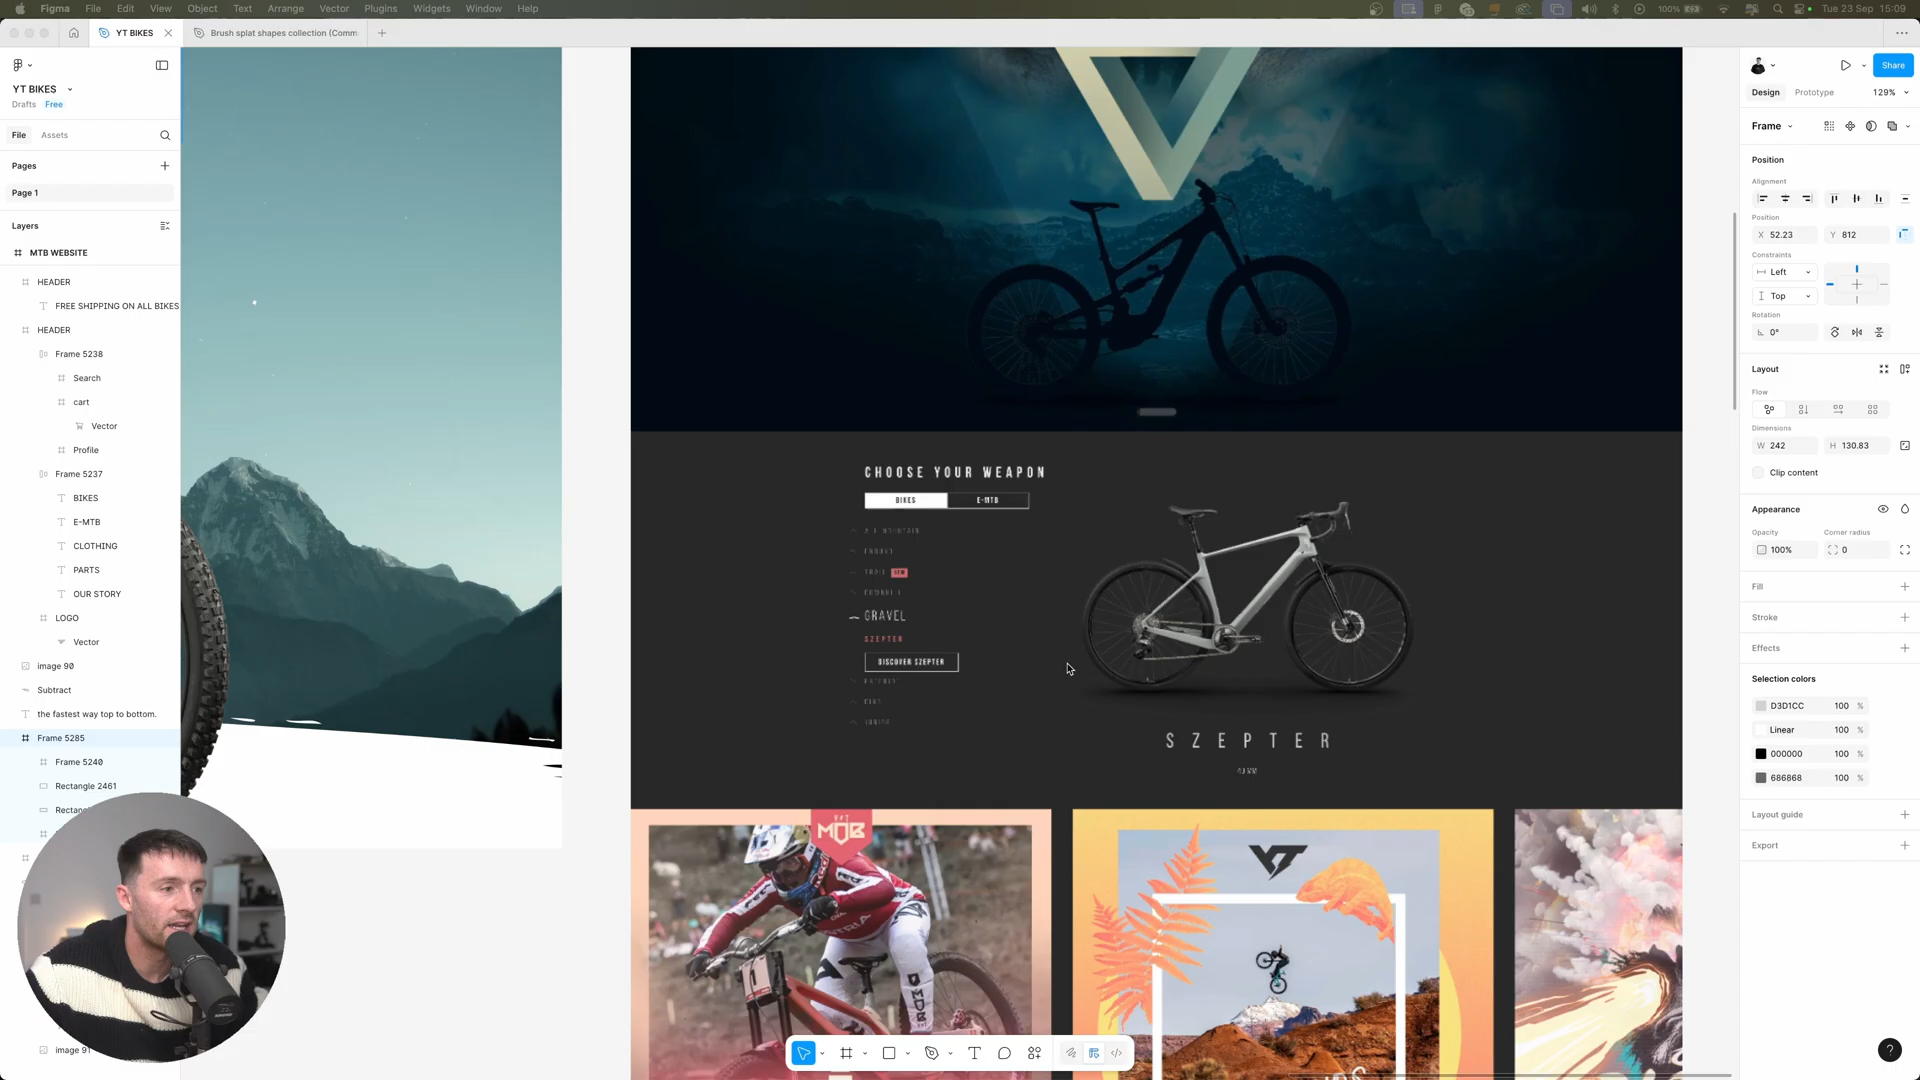 Figma File Edit View Object Text Arrange Vector Plugins Widgets Window Help
100% Tue 23 Sep 15:09
YT BIKES
Brush splat shapes collection (Comm
YT BIKES
Drafts Free
File Assets
Pages
Page 1
Layers
MTB WEBSITE
HEADER
FREE SHIPPING ON ALL BIKES
HEADER
Frame 5238
Search
cart
Vector
Profile
Frame 5237
BIKES
E-MTB
CLOTHING
PARTS
OUR STORY
LOGO
Vector
image 90
Subtract
the fastest way top to bottom.
Frame 5285
Frame 5240
Rectangle 2461
image 91
CHOOSE YOUR WEAPON
BIKES E-MTB
GRAVEL
SZEPTER
DISCOVER SZEPTER
SZEPTER
MOB
YT
Share
Design Prototype 129%
Frame
Position
Alignment
Position
X 52.23 Y 812
Constraints
Left
Top
Rotation
0°
Layout
Flow
Dimensions
W 242 H 130.83
Clip content
Appearance
Opacity Corner radius
100% 0
Fill
Stroke
Effects
Selection colors
D3D1CC 100 %
Linear 100 %
000000 100 %
686868 100 %
Layout guide
Export
?